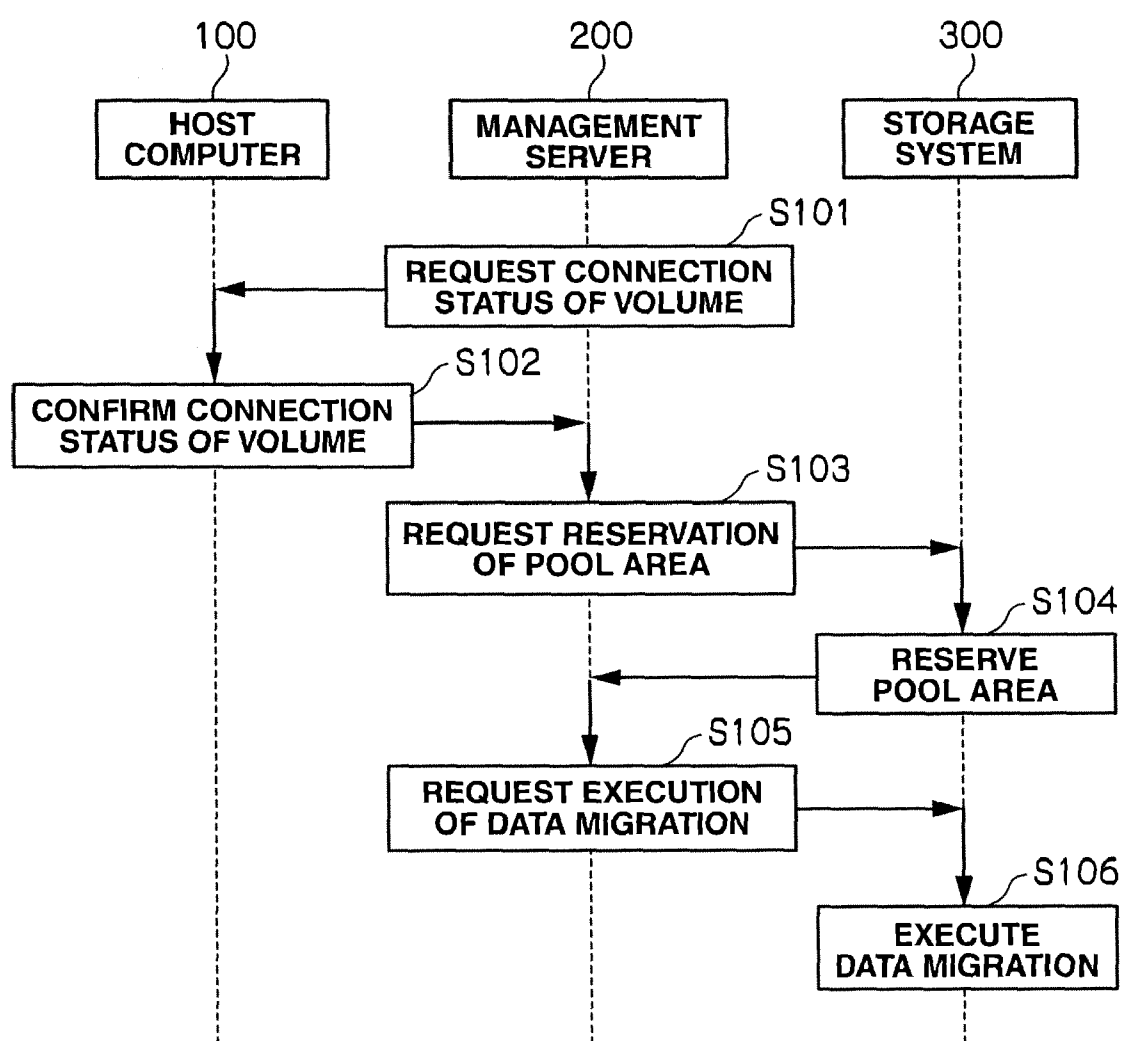 100
200
300
HOST
COMPUTER
MANAGEMENT
SERVER
STORAGE
SYSTEM
S101
REQUEST CONNECTION
STATUS OF VOLUME
S102
CONFIRM CONNECTION
STATUS OF VOLUME
S103
REQUEST RESERVATION
OF POOL AREA
S104
RESERVE
POOL AREA
S105
REQUEST EXECUTION
OF DATA MIGRATION
S106
EXECUTE
DATA MIGRATION